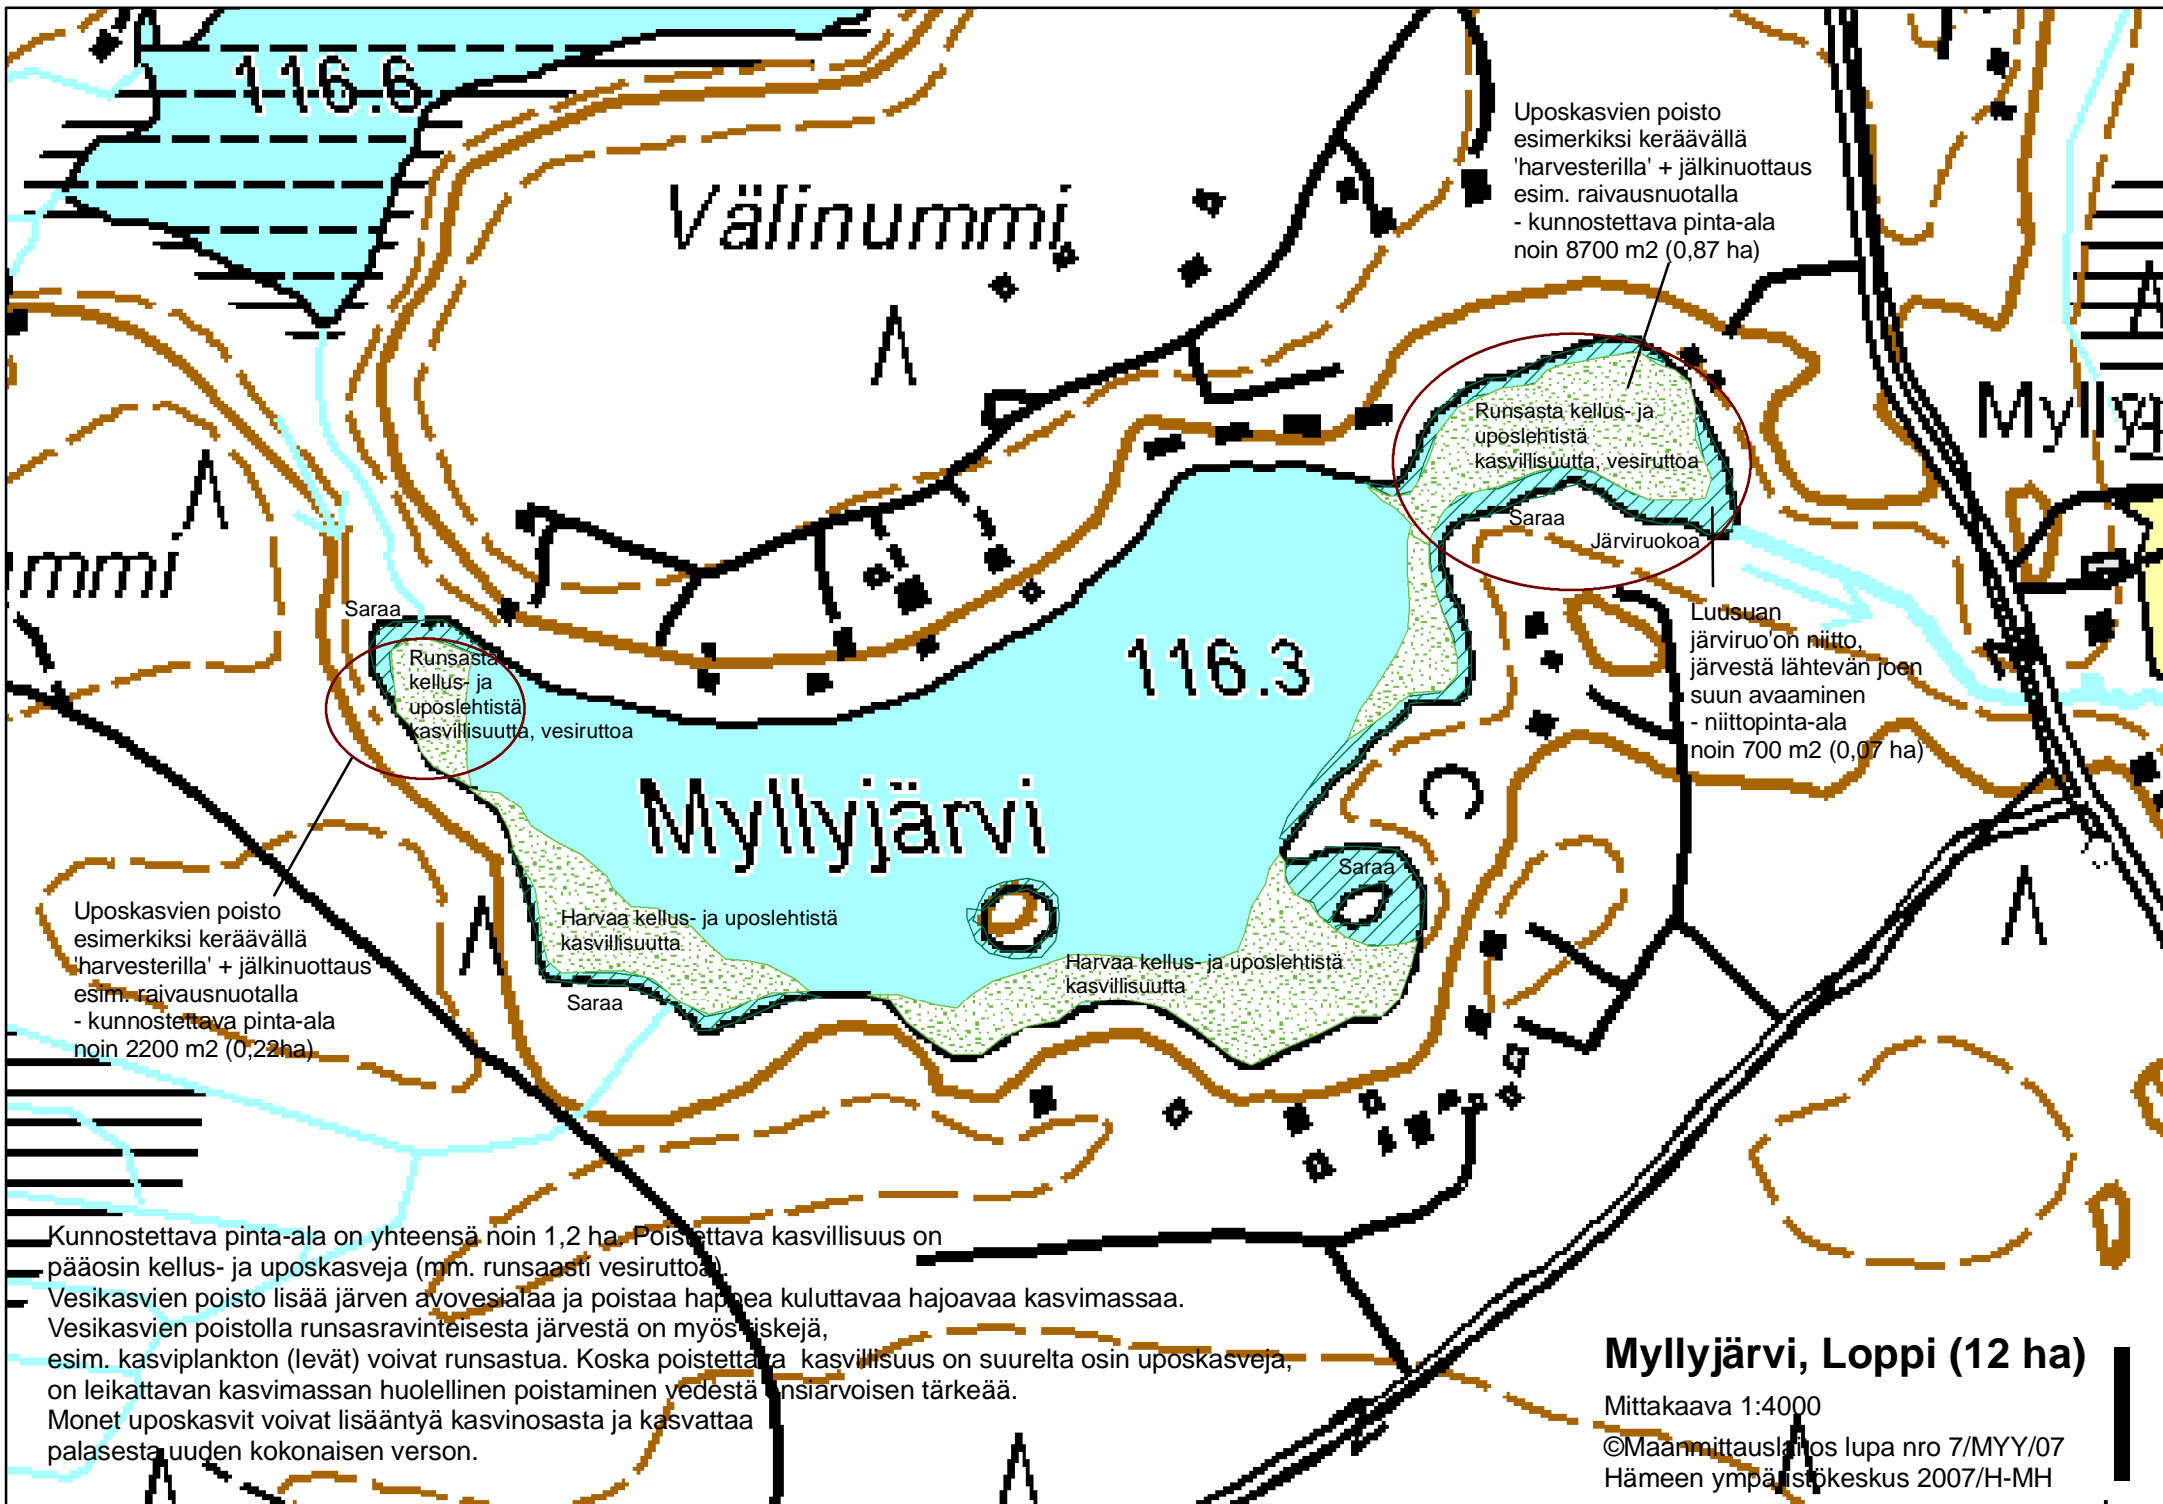 116.6
Uposkasvien poisto
esimerkiksi keräävällä
'harvesterilla' + jälkinuottaus
esim. raivausnuotalla
- kunnostettava pinta-ala
noin 8700 m2 (0,87 ha)
Välinummi
Mylly
Runsasta kellus- ja
uposlehtistä
kasvillisuutta, vesiruttoa
Saraa
Järviruokoa
mmi
Saraa
Runsasta
kellus- ja
uposlehtistä
kasvillisuutta, vesiruttoa
116.3
Luusuan
järviruo'on niitto,
järvestä lähtevän joen
suun avaaminen
- niittopinta-ala
noin 700 m2 (0,07 ha)
Myllyjärvi
Saraa
Uposkasvien poisto
esimerkiksi keräävällä
'harvesterilla' + jälkinuottaus
esim. raivausnuotalla
- kunnostettava pinta-ala
noin 2200 m2 (0,22ha)
Harvaa kellus- ja uposlehtistä
kasvillisuutta
Saraa
Harvaa kellus- ja uposlehtistä
kasvillisuutta
Kunnostettava pinta-ala on yhteensä noin 1,2 ha. Poistettava kasvillisuus on
pääosin kellus- ja uposkasveja (mm. runsaasti vesiruttoa).
Vesikasvien poisto lisää järven avovesialaa ja poistaa happea kuluttavaa hajoavaa kasvimassaa.
Vesikasvien poistolla runsasravinteisesta järvestä on myös riskejä,
esim. kasviplankton (levät) voivat runsastua. Koska poistettava kasvillisuus on suurelta osin uposkasveja,
on leikattavan kasvimassan huolellinen poistaminen vedestä ensiarvoisen tärkeää.
Monet uposkasvit voivat lisääntyä kasvinosasta ja kasvattaa
palasesta uuden kokonaisen verson.
Myllyjärvi, Loppi (12 ha)
Mittakaava 1:4000
©Maanmittauslaitos lupa nro 7/MYY/07
Hämeen ympäristökeskus 2007/H-MH